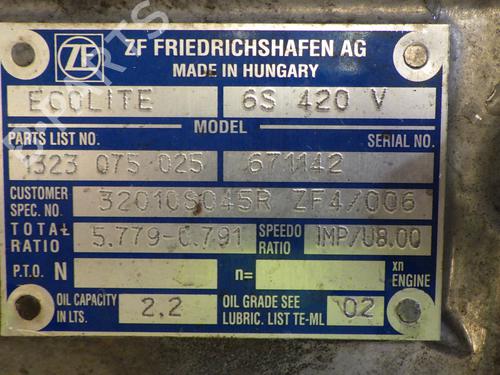 ZF
ZF FRIEDRICHSHAFEN AG
MADE IN HUNGARY
ECOLITE 6S 420 V
MODEL
PARTS LIST NO. SERIAL NO.
1323 075 025 671142
CUSTOMER SPEC. NO. 320108045R ZF4/006
TOTAL RATIO 5.779-0.791 SPEEDO RATIO IMP/U8.00
P.T.O. N n= xn ENGINE
OIL CAPACITY IN LTS. 2.2 OIL GRADE SEE LUBRIC. LIST TE-ML 02